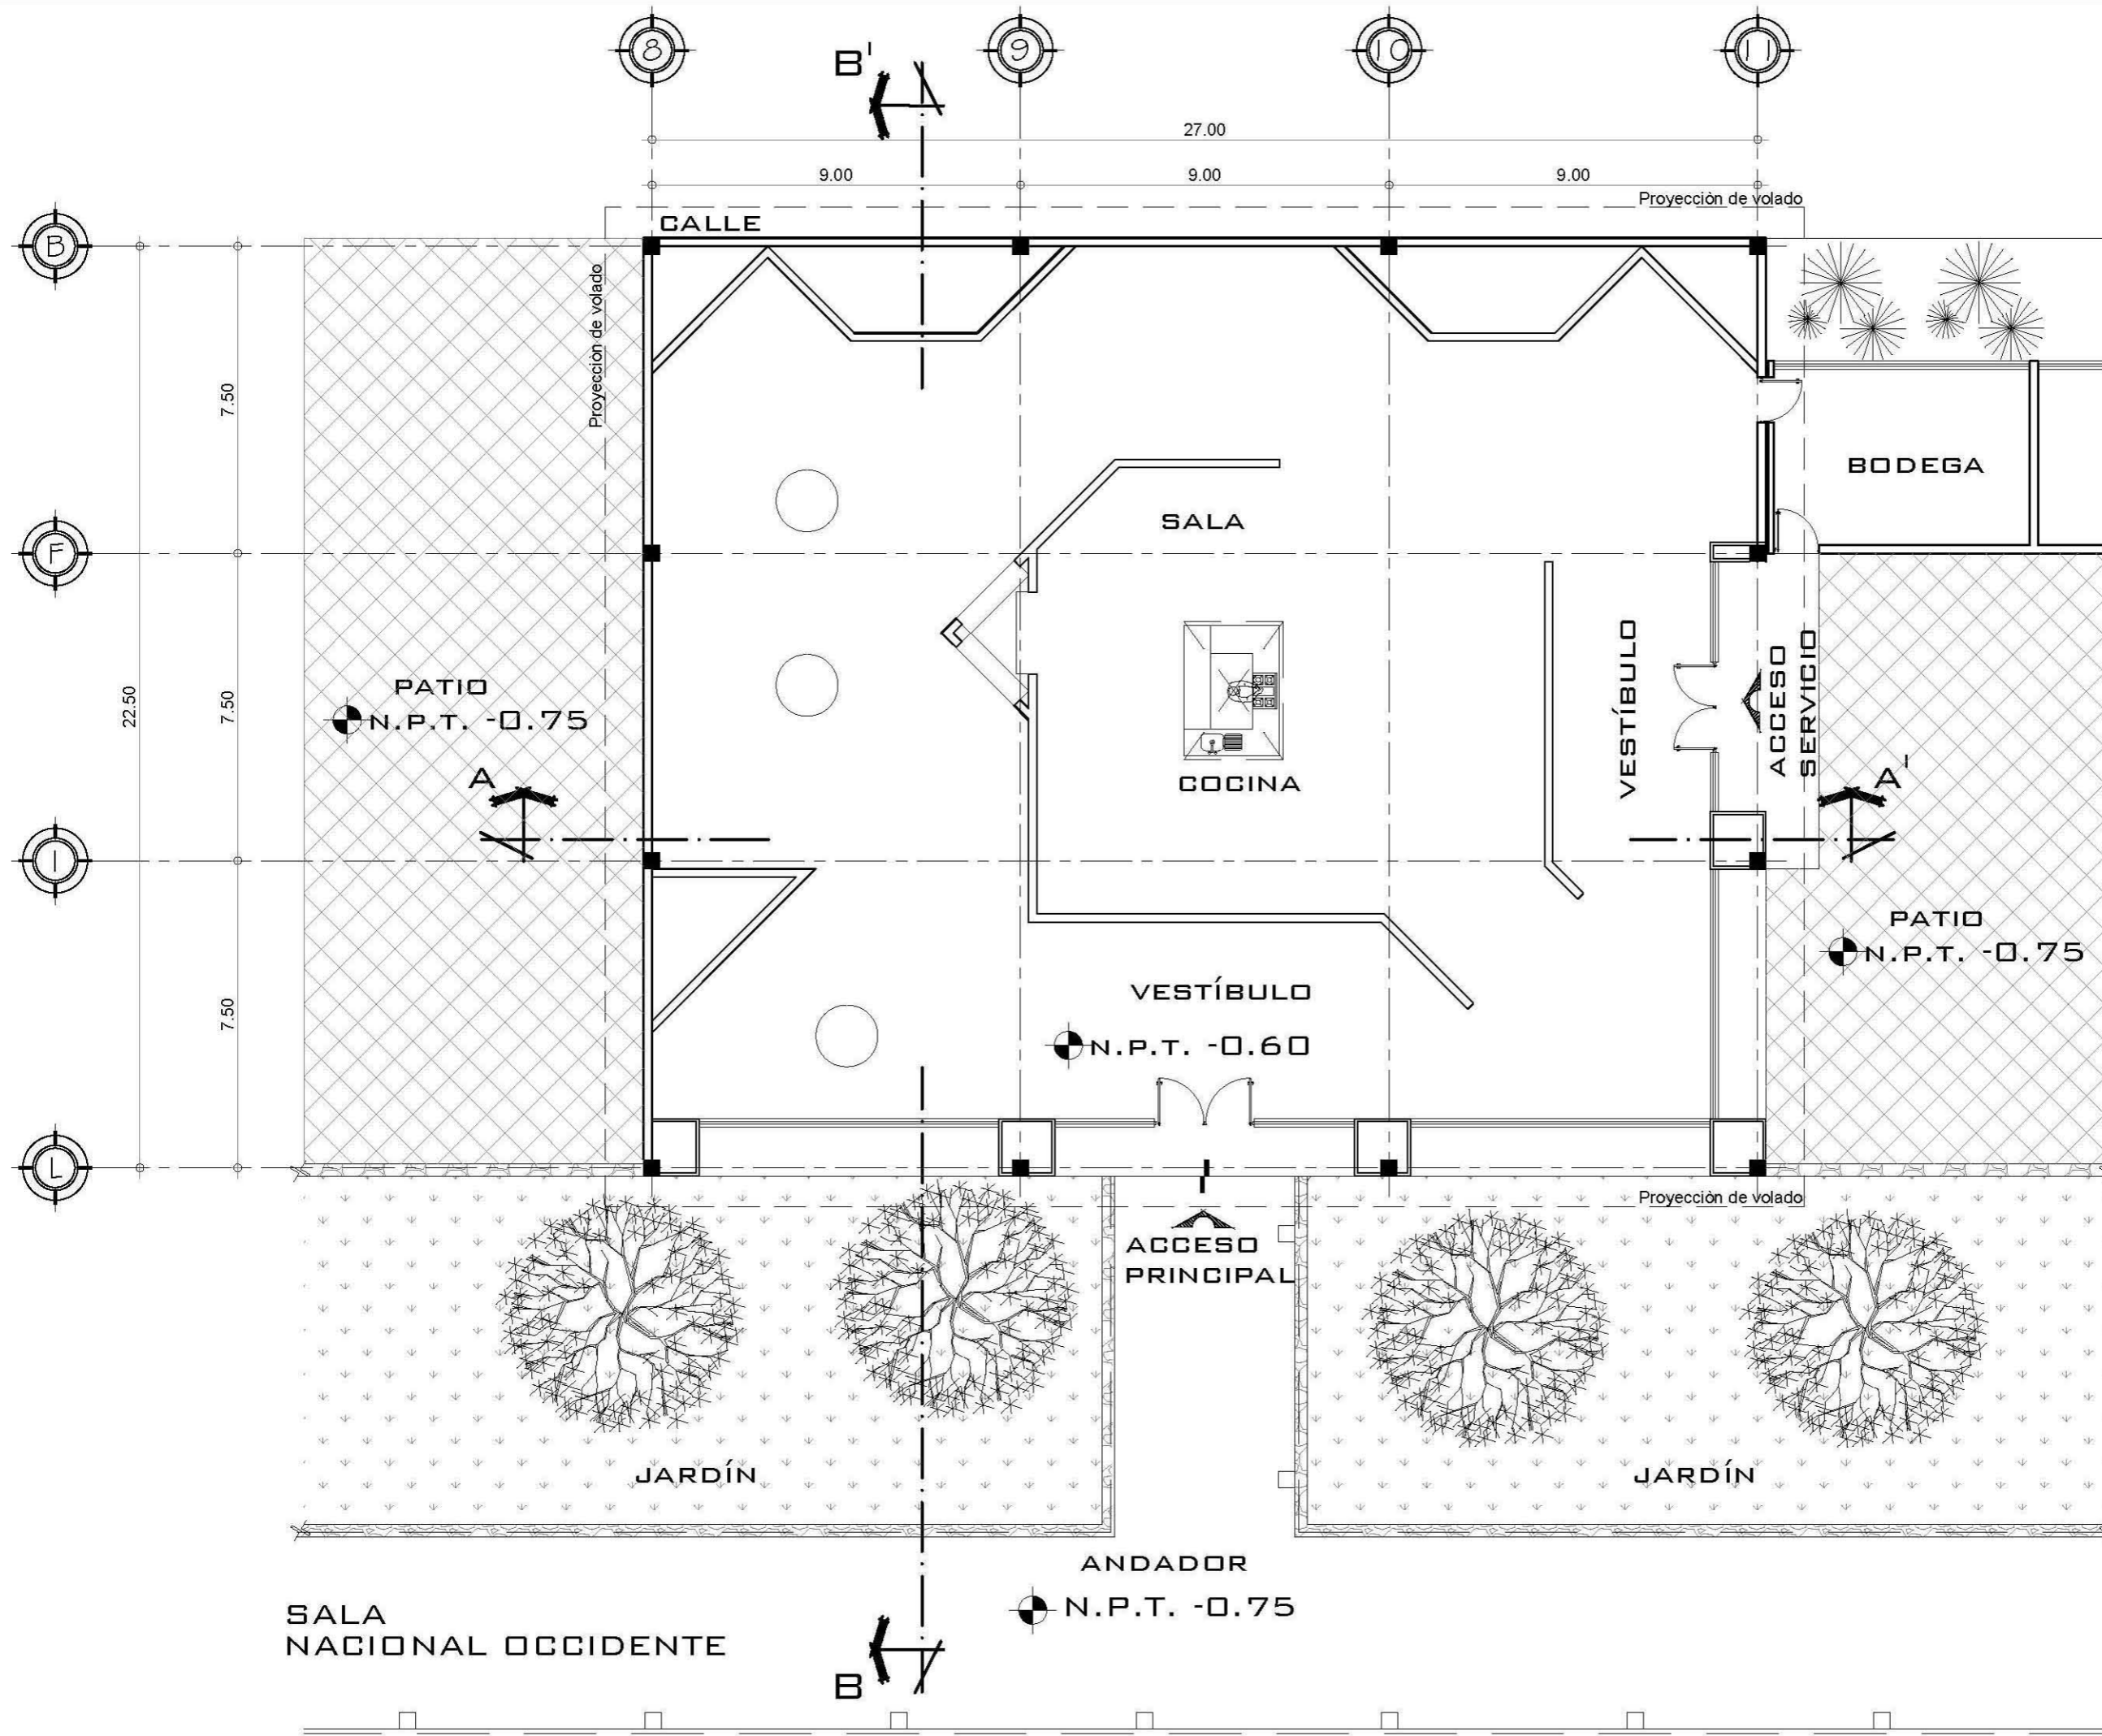 8
9
10
11
B'
27.00
9.00
9.00
9.00
Proyección de volado
CALLE
B
Proyección de volado
7.50
BODEGA
SALA
F
VESTÍBULO
ACCESO
SERVICIO
PATIO
N.P.T. -0.75
22.50
7.50
COCINA
A
A'
I
PATIO
N.P.T. -0.75
VESTÍBULO
N.P.T. -0.60
7.50
L
Proyección de volado
ACCESO
PRINCIPAL
JARDÍN
JARDÍN
ANDADOR
N.P.T. -0.75
SALA
NACIONAL OCCIDENTE
B